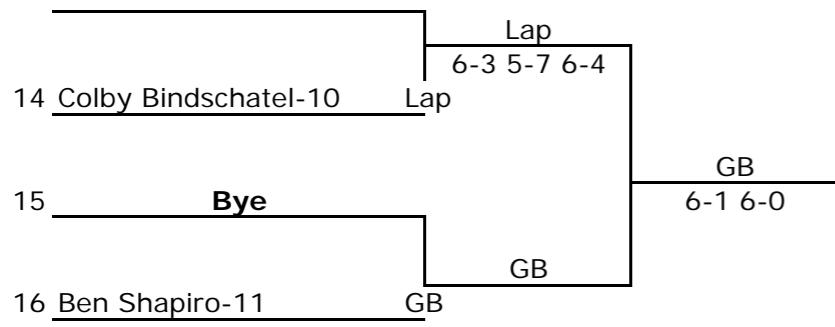 Lap
6-3 5-7 6-4
14 Colby Bindschatel-10 Lap
GB
15 Bye
6-1 6-0
GB
16 Ben Shapiro-11 GB